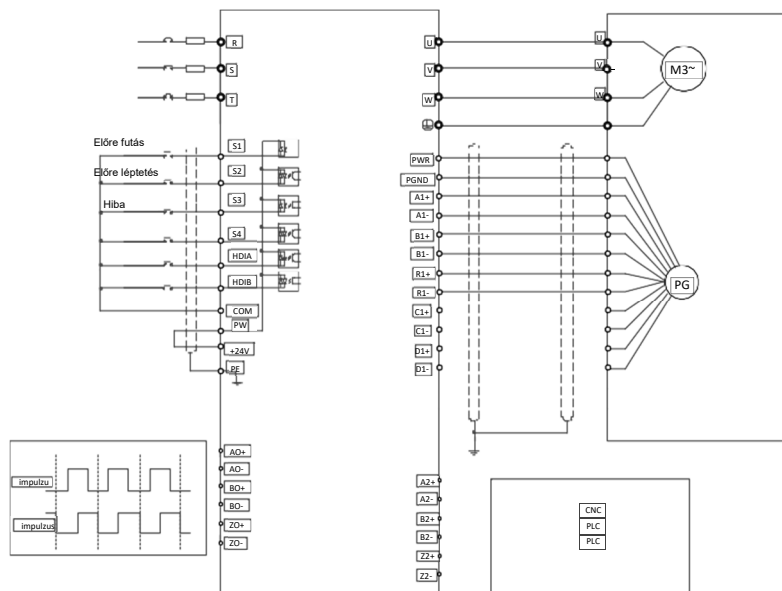 R
S
T
Előre futás
Előre léptetés
Hiba
S1
S2
S3
S4
HDIA
HDIB
COM
PW
+24V
PE
U
V
W
U
V
W
M3~
PWR
PGND
A1+
A1-
B1+
B1-
R1+
R1-
C1+
C1-
D1+
D1-
PG
impulzu
impulzus
AO+
AO-
BO+
BO-
ZO+
ZO-
A2+
A2-
B2+
B2-
Z2+
Z2-
CNC
PLC
PLC